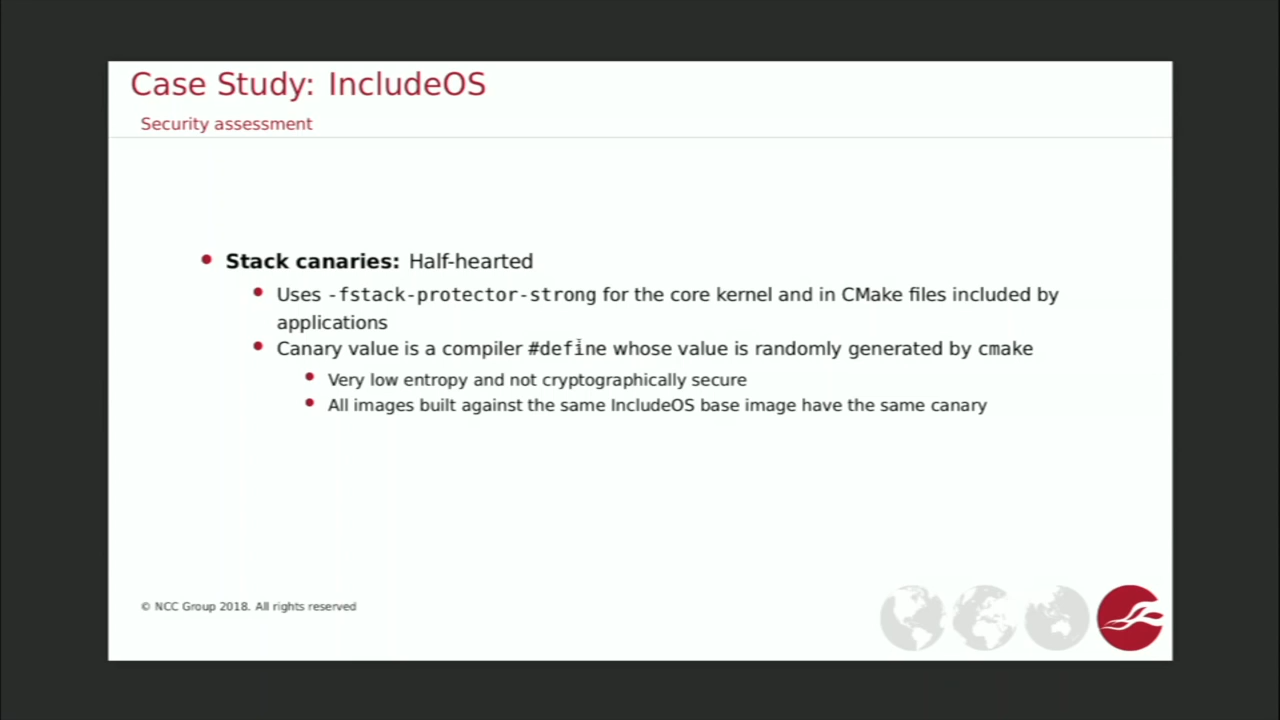 Case Study: IncludeOS
Security assessment
Stack canaries: Half-hearted
Uses -fstack-protector-strong for the core kernel and in CMake files included by
applications
Canary value is a compiler #define whose value is randomly generated by cmake
Very low entropy and not cryptographically secure
All images built against the same IncludeOS base image have the same canary
© NCC Group 2018. All rights reserved